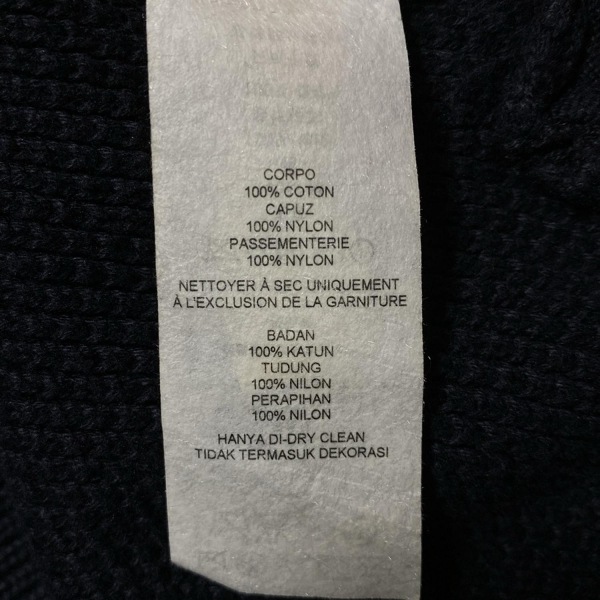 CORPO
100% COTON
CAPUZ
100% NYLON
PASSEMENTERIE
100% NYLON
NETTOYER À SEC UNIQUEMENT
À L'EXCLUSION DE LA GARNITURE
BADAN
100% KATUN
TUDUNG
100% NILON
PERAPIHAN
100% NILON
HANYA DI-DRY CLEAN
TIDAK TERMASUK DEKORASI